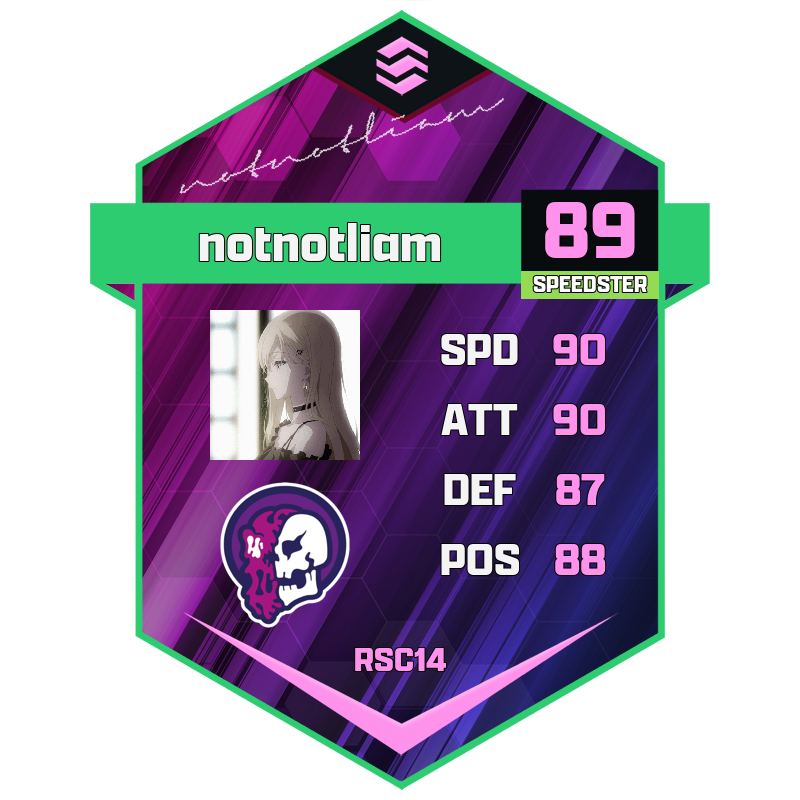 notnotliam
notnotliam
89
SPEEDSTER
SPD 90
ATT 90
DEF 87
POS 88
RSC14